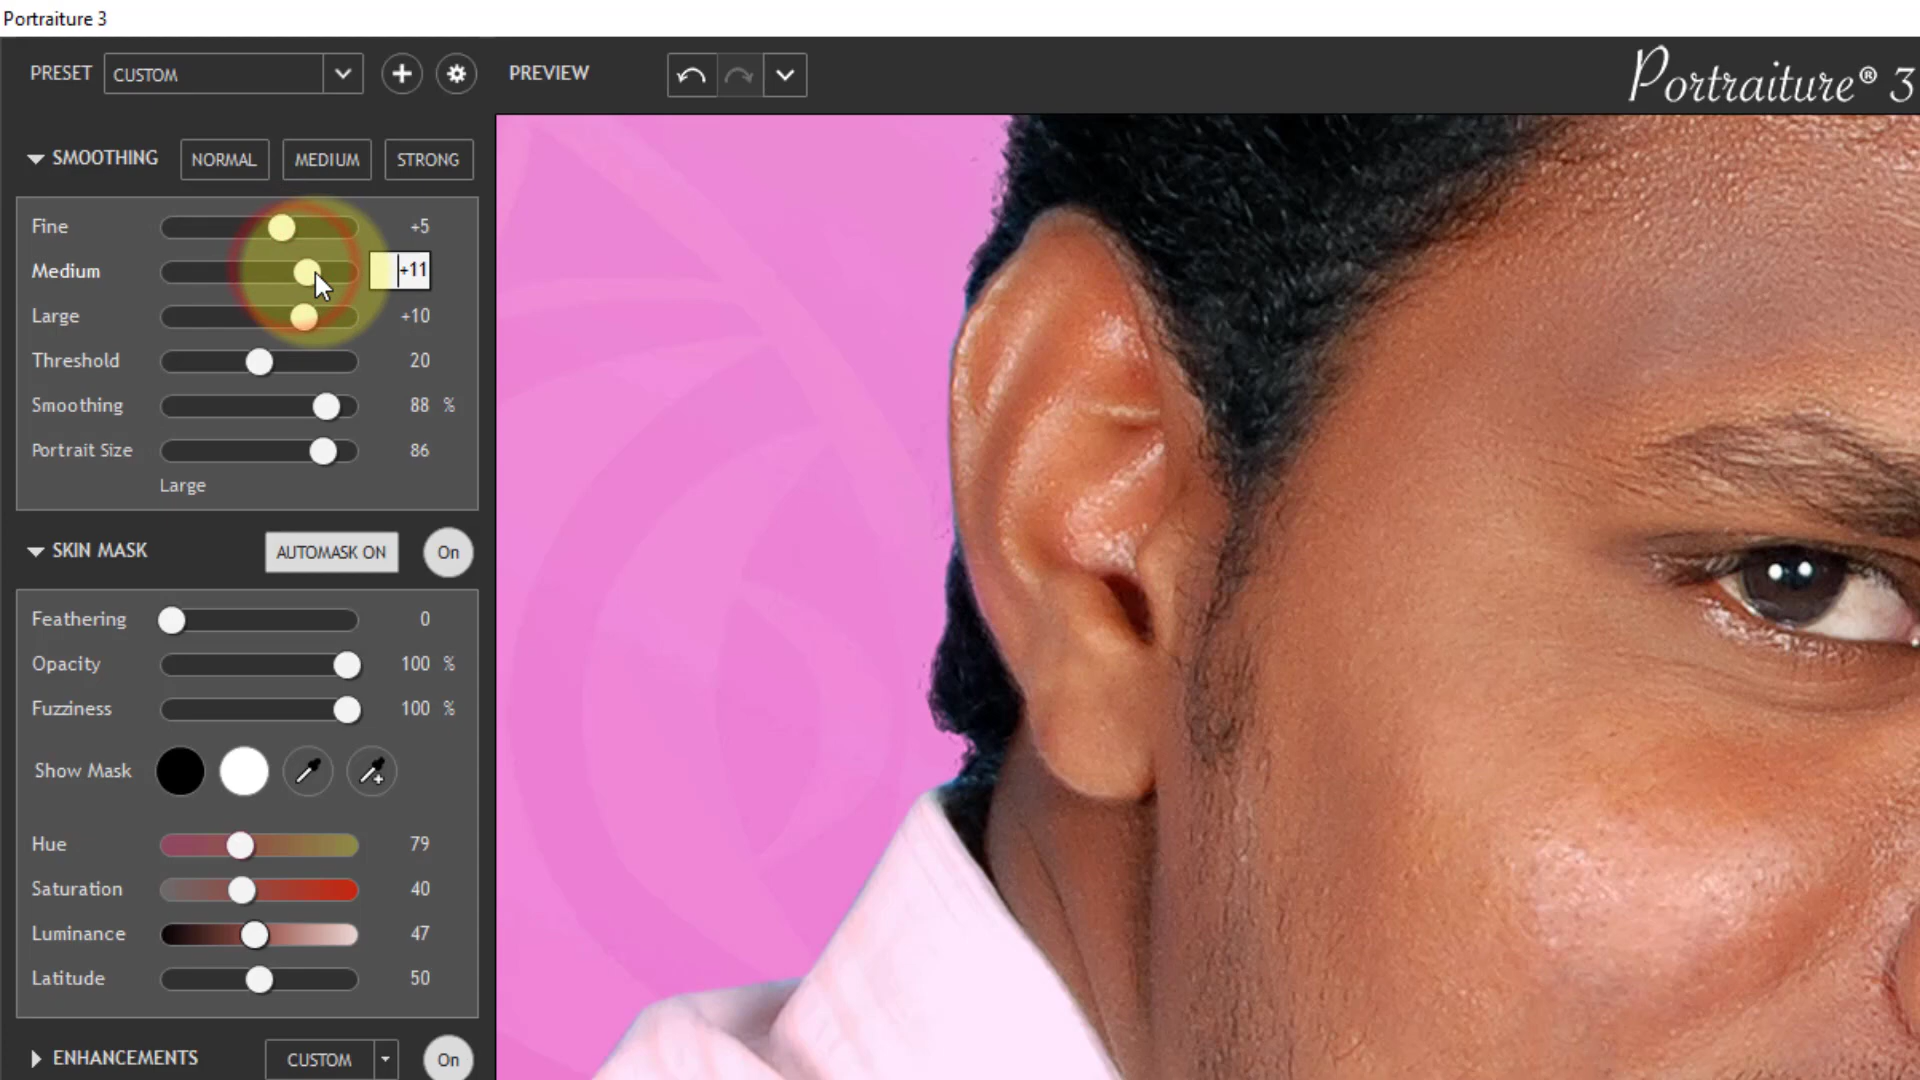 Portraiture 3
PRESET CUSTOM PREVIEW Portraiture® 3
SMOOTHING NORMAL MEDIUM STRONG
Fine +5
Medium +11
Large +10
Threshold 20
Smoothing 88 %
Portrait Size 86
Large
SKIN MASK AUTOMASK ON On
Feathering 0
Opacity 100 %
Fuzziness 100 %
Show Mask
Hue 79
Saturation 40
Luminance 47
Latitude 50
ENHANCEMENTS CUSTOM On